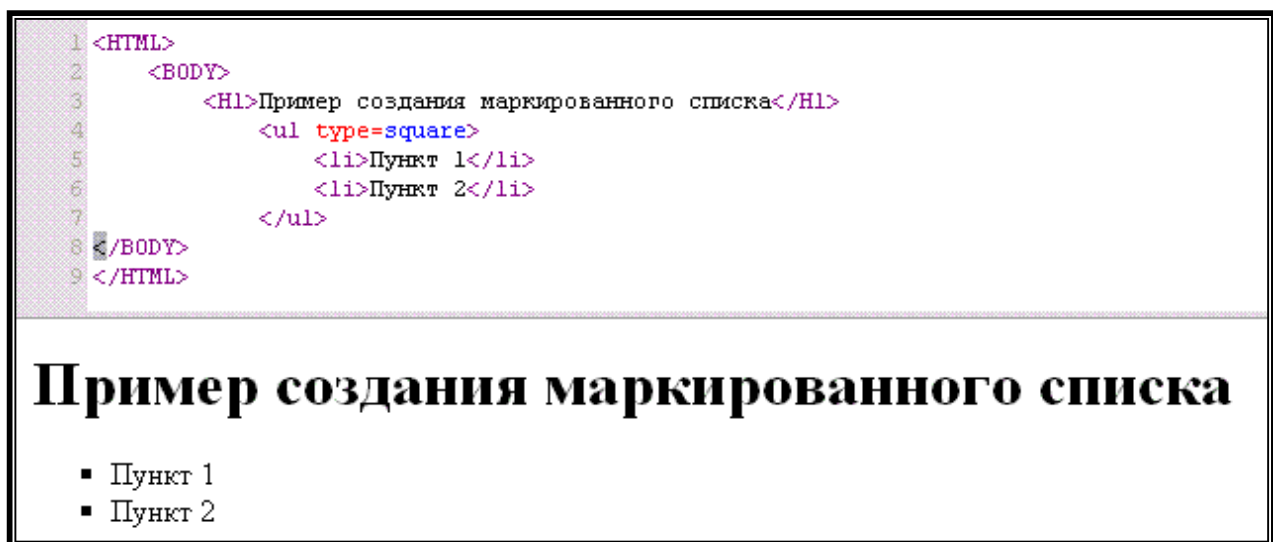 1 <HTML>
2 <BODY>
3 <H1>Пример создания маркированного списка</H1>
4 <ul type=square>
5 <li>Пункт 1</li>
6 <li>Пункт 2</li>
7 </ul>
8 </BODY>
9 </HTML>
Пример создания маркированного списка
▪ Пункт 1
▪ Пункт 2